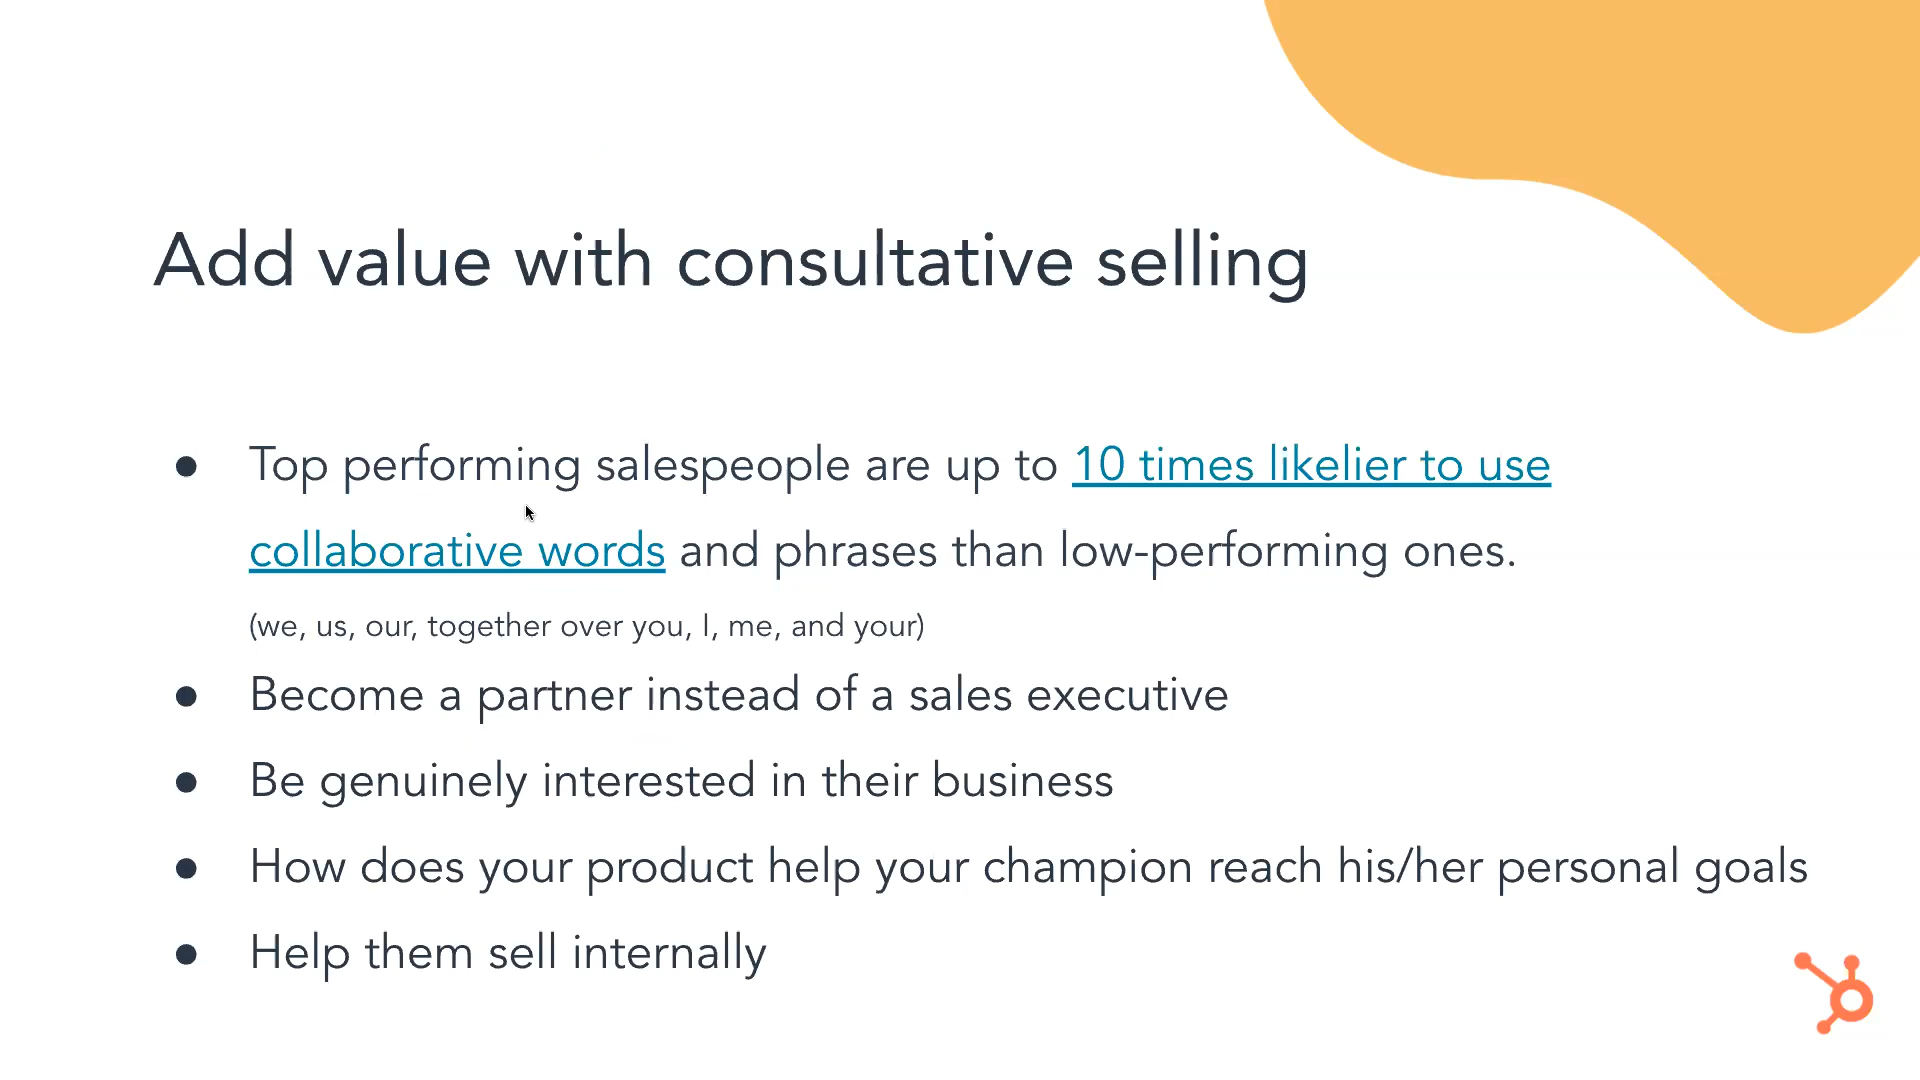 Add value with consultative selling
● Top performing salespeople are up to 10 times likelier to use
collaborative words and phrases than low-performing ones.
(we, us, our, together over you, I, me, and your)
● Become a partner instead of a sales executive
● Be genuinely interested in their business
● How does your product help your champion reach his/her personal goals
● Help them sell internally